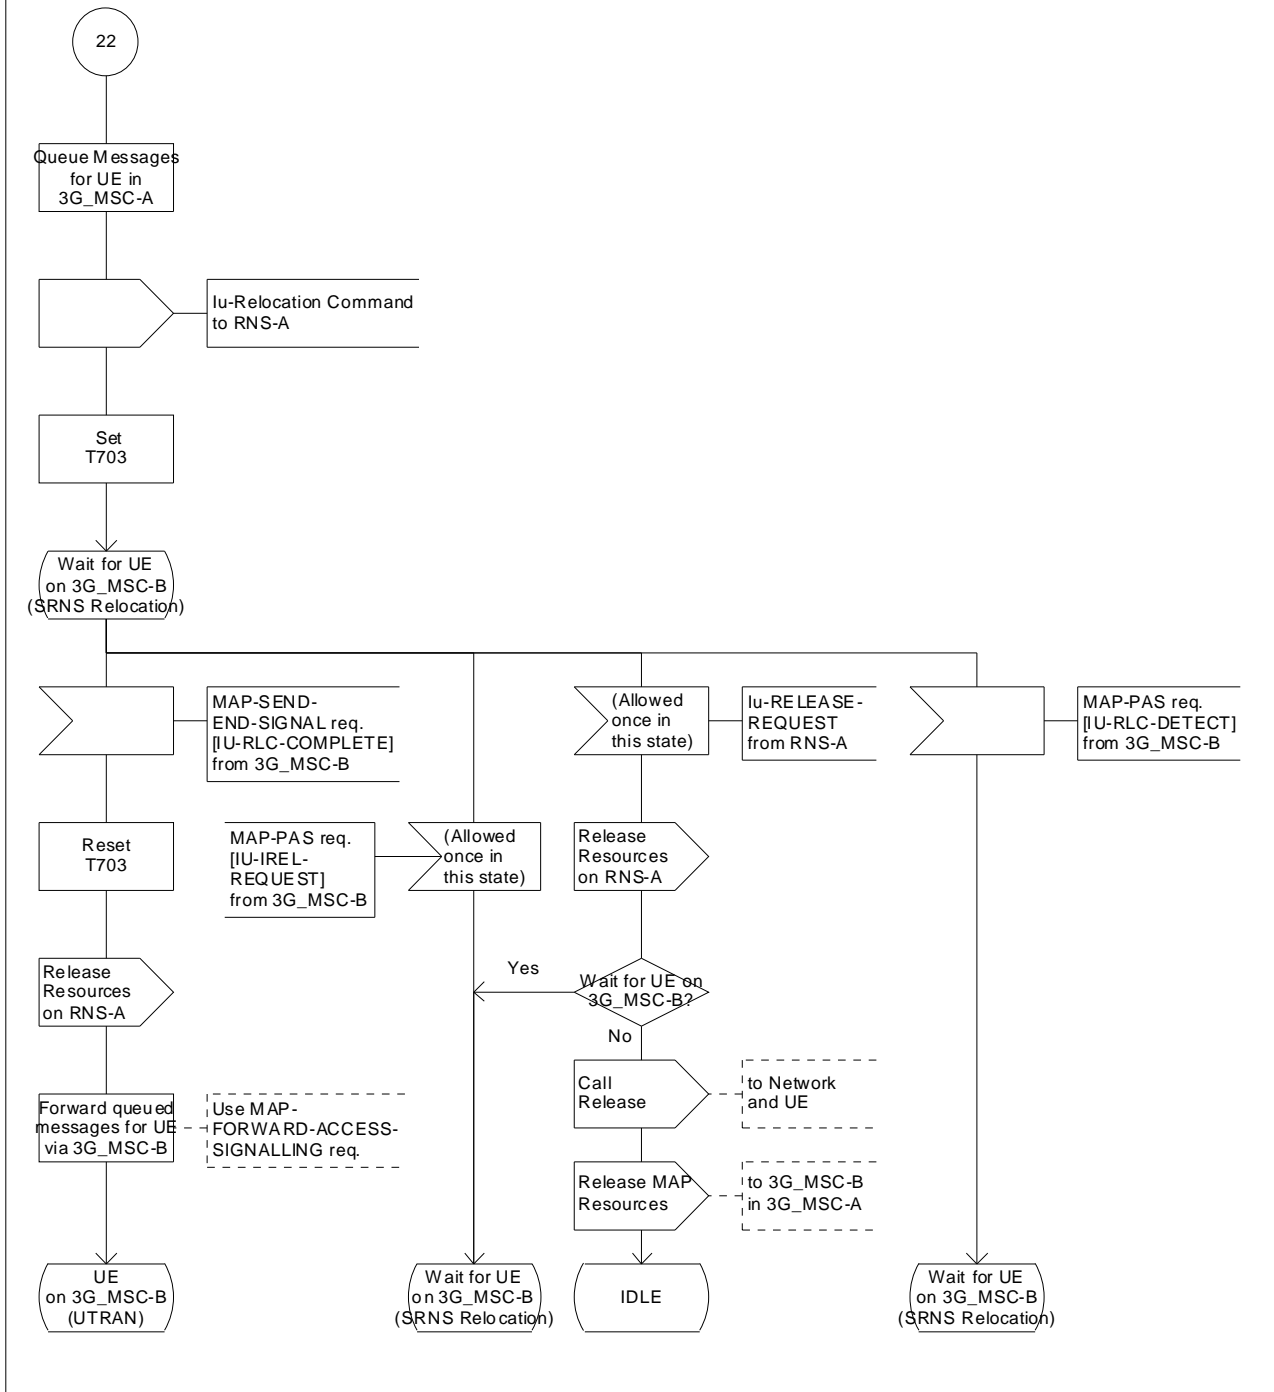 22
Queue Messages
for UE in
3G_MSC-A
Iu-Relocation Command
to RNS-A
Set
T703
Wait for UE
on 3G_MSC-B
(SRNS Relocation)
MAP-SEND-
END-SIGNAL req.
[IU-RLC-COMPLETE]
from 3G_MSC-B
(Allowed
once in
this state)
Iu-RELEASE-
REQUEST
from RNS-A
MAP-PAS req.
[IU-RLC-DETECT]
from 3G_MSC-B
Reset
T703
MAP-PAS req.
[IU-IREL-
REQUEST]
from 3G_MSC-B
(Allowed
once in
this state)
Release
Resources
on RNS-A
Release
Resources
on RNS-A
Yes
Wait for UE on
3G_MSC-B?
No
Forward queued
messages for UE
via 3G_MSC-B
Use MAP-
FORWARD-ACCESS-
SIGNALLING req.
Call
Release
to Network
and UE
Release MAP
Resources
to 3G_MSC-B
in 3G_MSC-A
UE
on 3G_MSC-B
(UTRAN)
Wait for UE
on 3G_MSC-B
(SRNS Relocation)
IDLE
Wait for UE
on 3G_MSC-B
(SRNS Relocation)